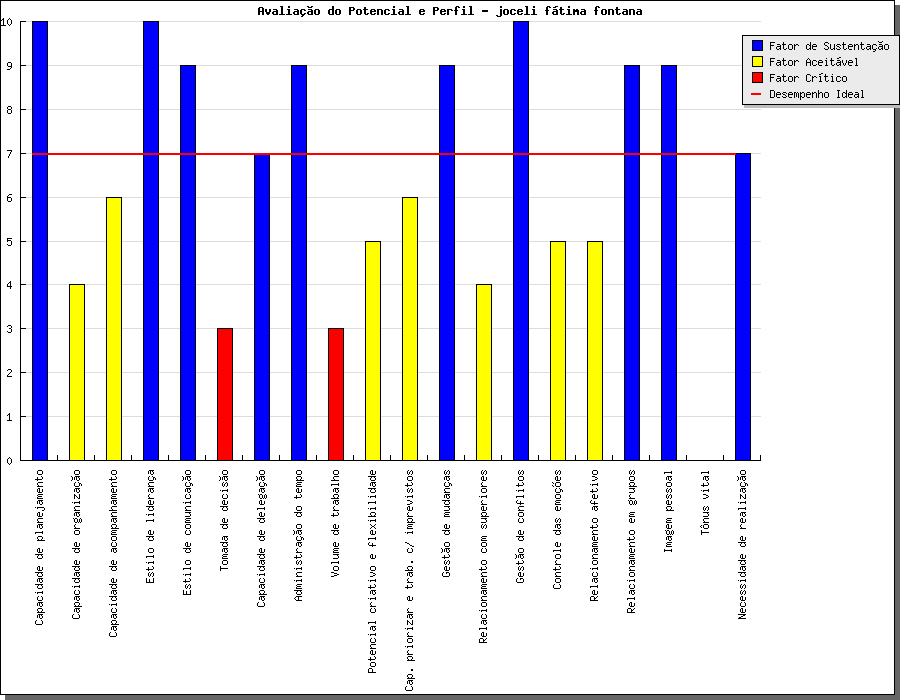 Avaliação do Potencial e Perfil - joceli fátima fontana
Fator de Sustentação
Fator Aceitável
Fator Crítico
Desempenho Ideal
10
9
8
7
6
5
4
3
2
1
0
Capacidade de planejamento
Capacidade de organização
Capacidade de acompanhamento
Estilo de liderança
Estilo de comunicação
Tomada de decisão
Capacidade de delegação
Administração do tempo
Volume de trabalho
Potencial criativo e flexibilidade
Cap. priorizar e trab. c/ imprevistos
Gestão de mudanças
Relacionamento com superiores
Gestão de conflitos
Controle das emoções
Relacionamento afetivo
Relacionamento em grupos
Imagem pessoal
Tônus vital
Necessidade de realização